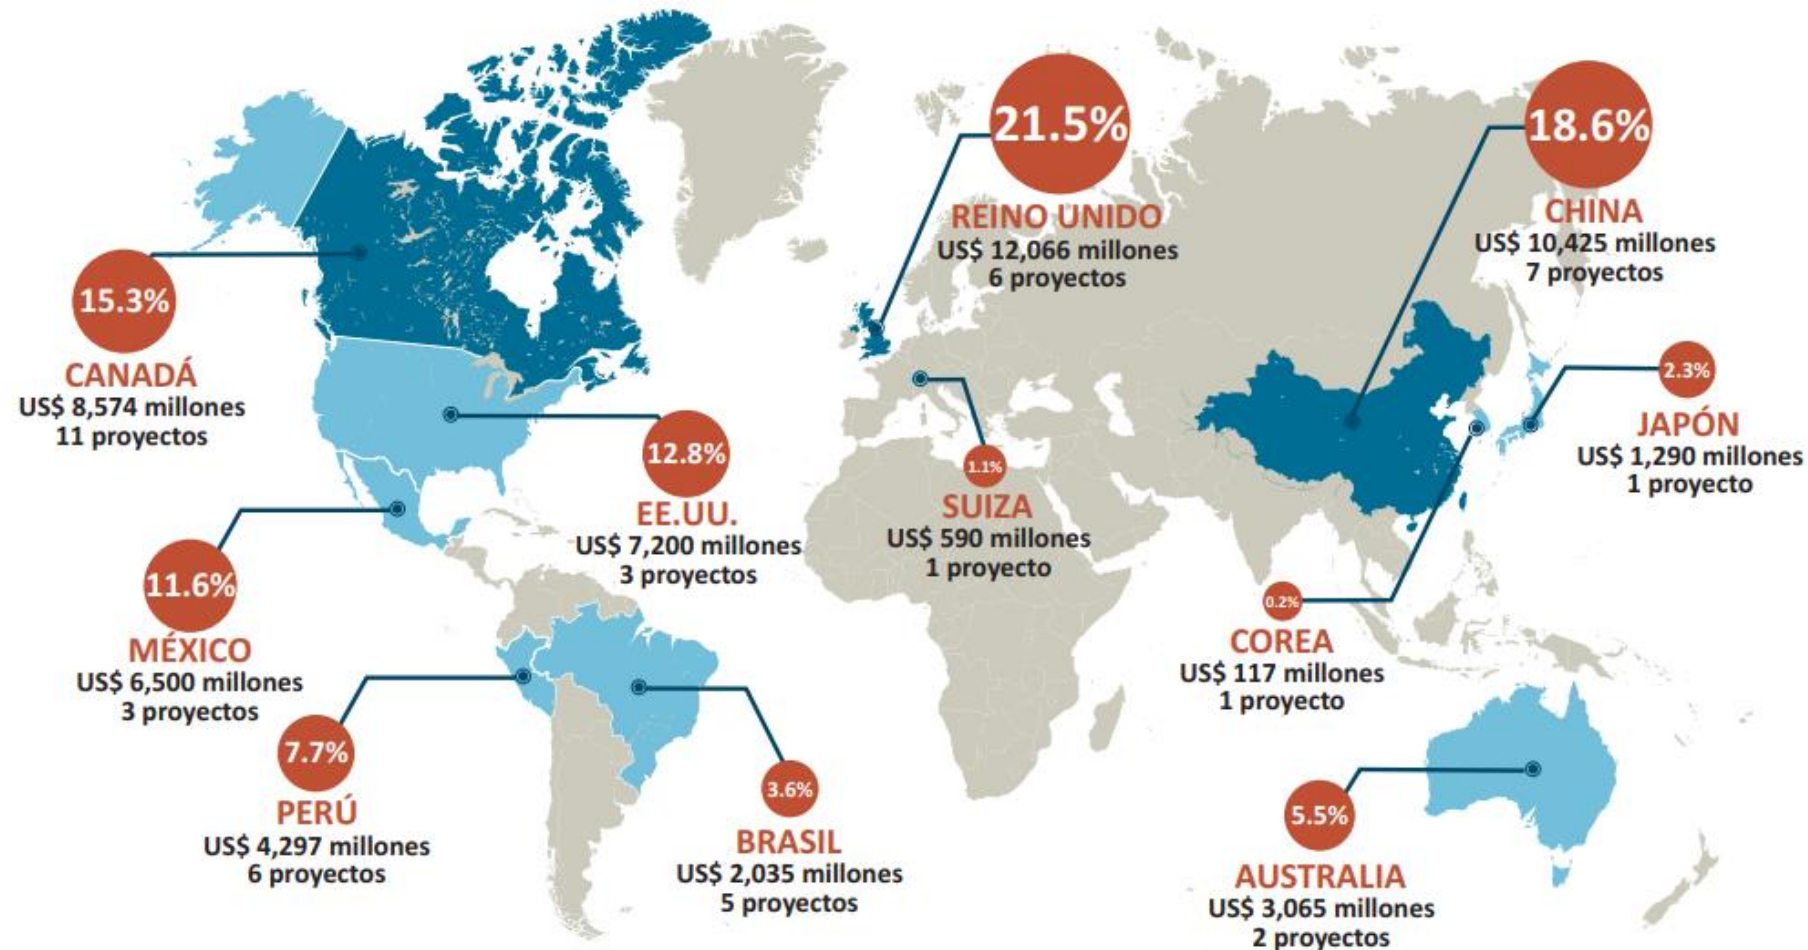 21.5%
REINO UNIDO
US$ 12,066 millones
6 proyectos
18.6%
CHINA
US$ 10,425 millones
7 proyectos
15.3%
CANADÁ
US$ 8,574 millones
11 proyectos
2.3%
JAPÓN
US$ 1,290 millones
1 proyecto
12.8%
EE.UU.
US$ 7,200 millones
3 proyectos
1.1%
SUIZA
US$ 590 millones
1 proyecto
11.6%
MÉXICO
US$ 6,500 millones
3 proyectos
0.2%
COREA
US$ 117 millones
1 proyecto
7.7%
PERÚ
US$ 4,297 millones
6 proyectos
3.6%
BRASIL
US$ 2,035 millones
5 proyectos
5.5%
AUSTRALIA
US$ 3,065 millones
2 proyectos